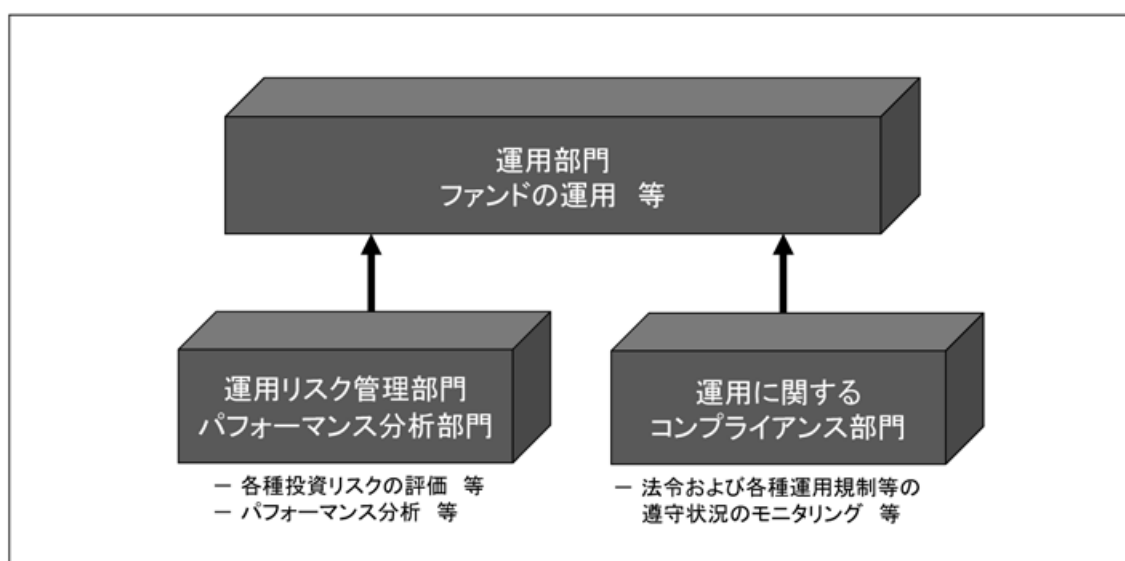 運用部門
ファンドの運用 等
運用リスク管理部門
パフォーマンス分析部門
－ 各種投資リスクの評価 等
－ パフォーマンス分析 等
運用に関する
コンプライアンス部門
－ 法令および各種運用規制等の
遵守状況のモニタリング 等